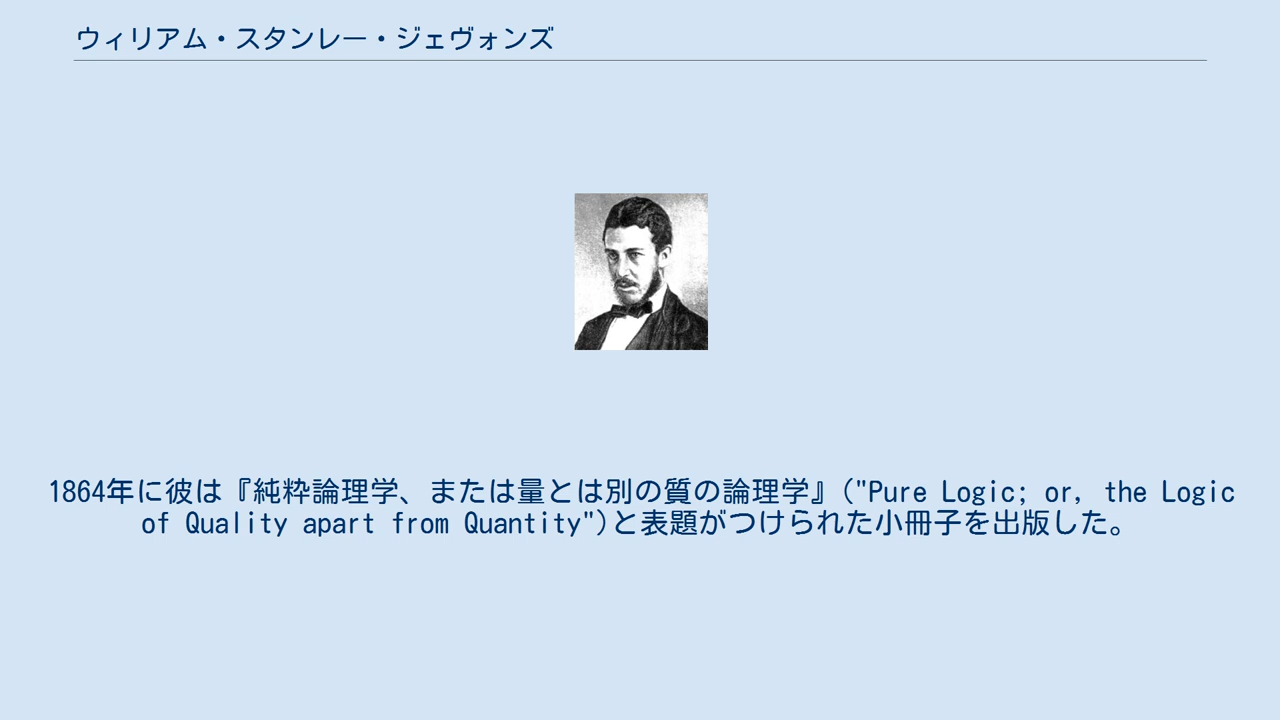 ウィリアム・スタンレー・ジェヴォンズ
1864年に彼は『純粋論理学、または量とは別の質の論理学』("Pure Logic; or, the Logic
of Quality apart from Quantity")と表題がつけられた小冊子を出版した。